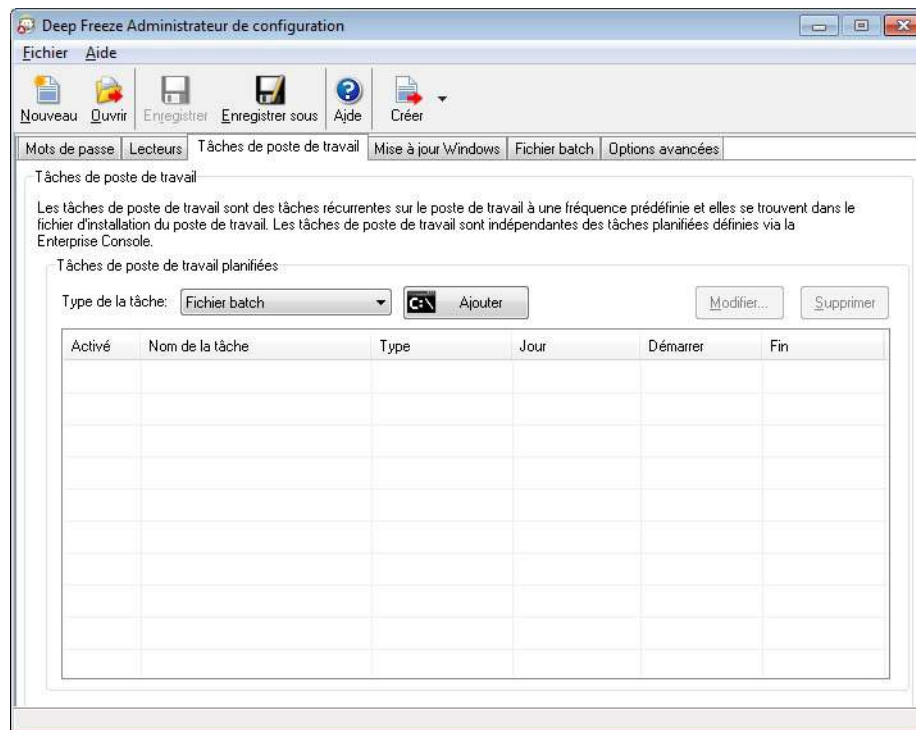 Deep Freeze Administrateur de configuration
Fichier Aide
Nouveau Ouvrir Enregistrer Enregistrer sous Aide Créer
Mots de passe Lecteurs Tâches de poste de travail Mise à jour Windows Fichier batch Options avancées
Tâches de poste de travail
Les tâches de poste de travail sont des tâches récurrentes sur le poste de travail à une fréquence prédéfinie et elles se trouvent dans le
fichier d'installation du poste de travail. Les tâches de poste de travail sont indépendantes des tâches planifiées définies via la
Enterprise Console.
Tâches de poste de travail planifiées
Type de la tâche: Fichier batch C:\ Ajouter Modifier... Supprimer
Activé Nom de la tâche Type Jour Démarrer Fin